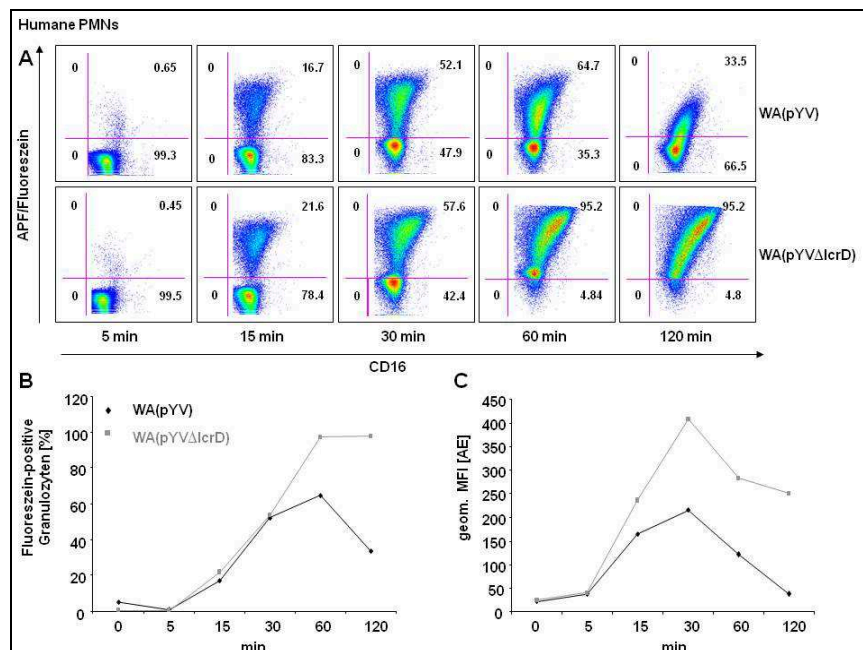 Humane PMNs
A
0 0.65 0 16.7 0 52.1 0 64.7 0 33.5
WA(pYV)
0 99.3 0 83.3 0 47.9 0 35.3 0 66.5
APF/Fluoreszein
0 0.45 0 21.6 0 57.6 0 95.2 0 95.2
WA(pYVΔlcrD)
0 99.5 0 78.4 0 42.4 0 4.84 0 4.8
5 min 15 min 30 min 60 min 120 min
CD16
B
Fluoreszein-positive
Granulozyten [%]
120
100
80
60
40
20
0
WA(pYV)
WA(pYVΔlcrD)
0 5 15 30 60 120
min
C
geom. MFI [AE]
450
400
350
300
250
200
150
100
50
0
0 5 15 30 60 120
min